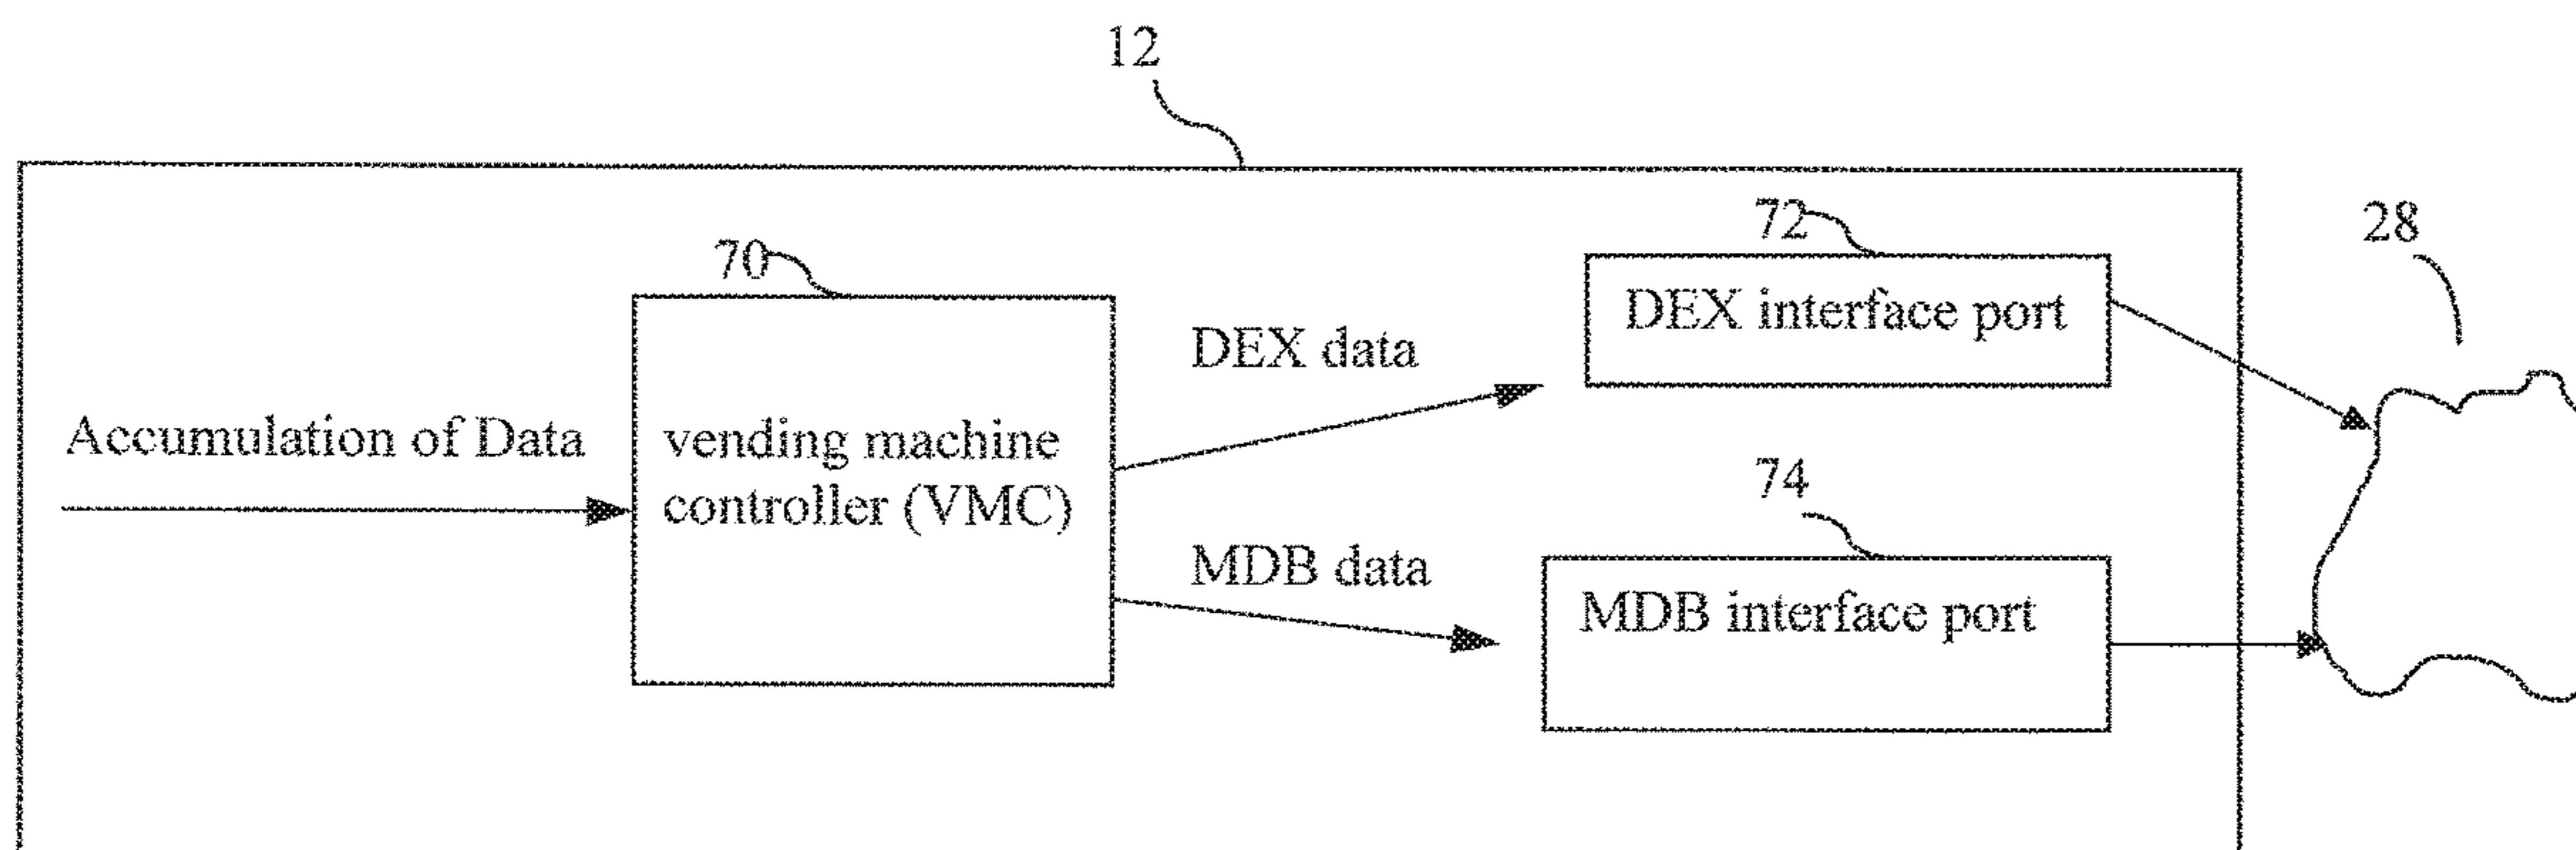 12
72
28
70
DEX interface port
DEX data
Accumulation of Data
vending machine
controller (VMC)
74
MDB data
MDB interface port